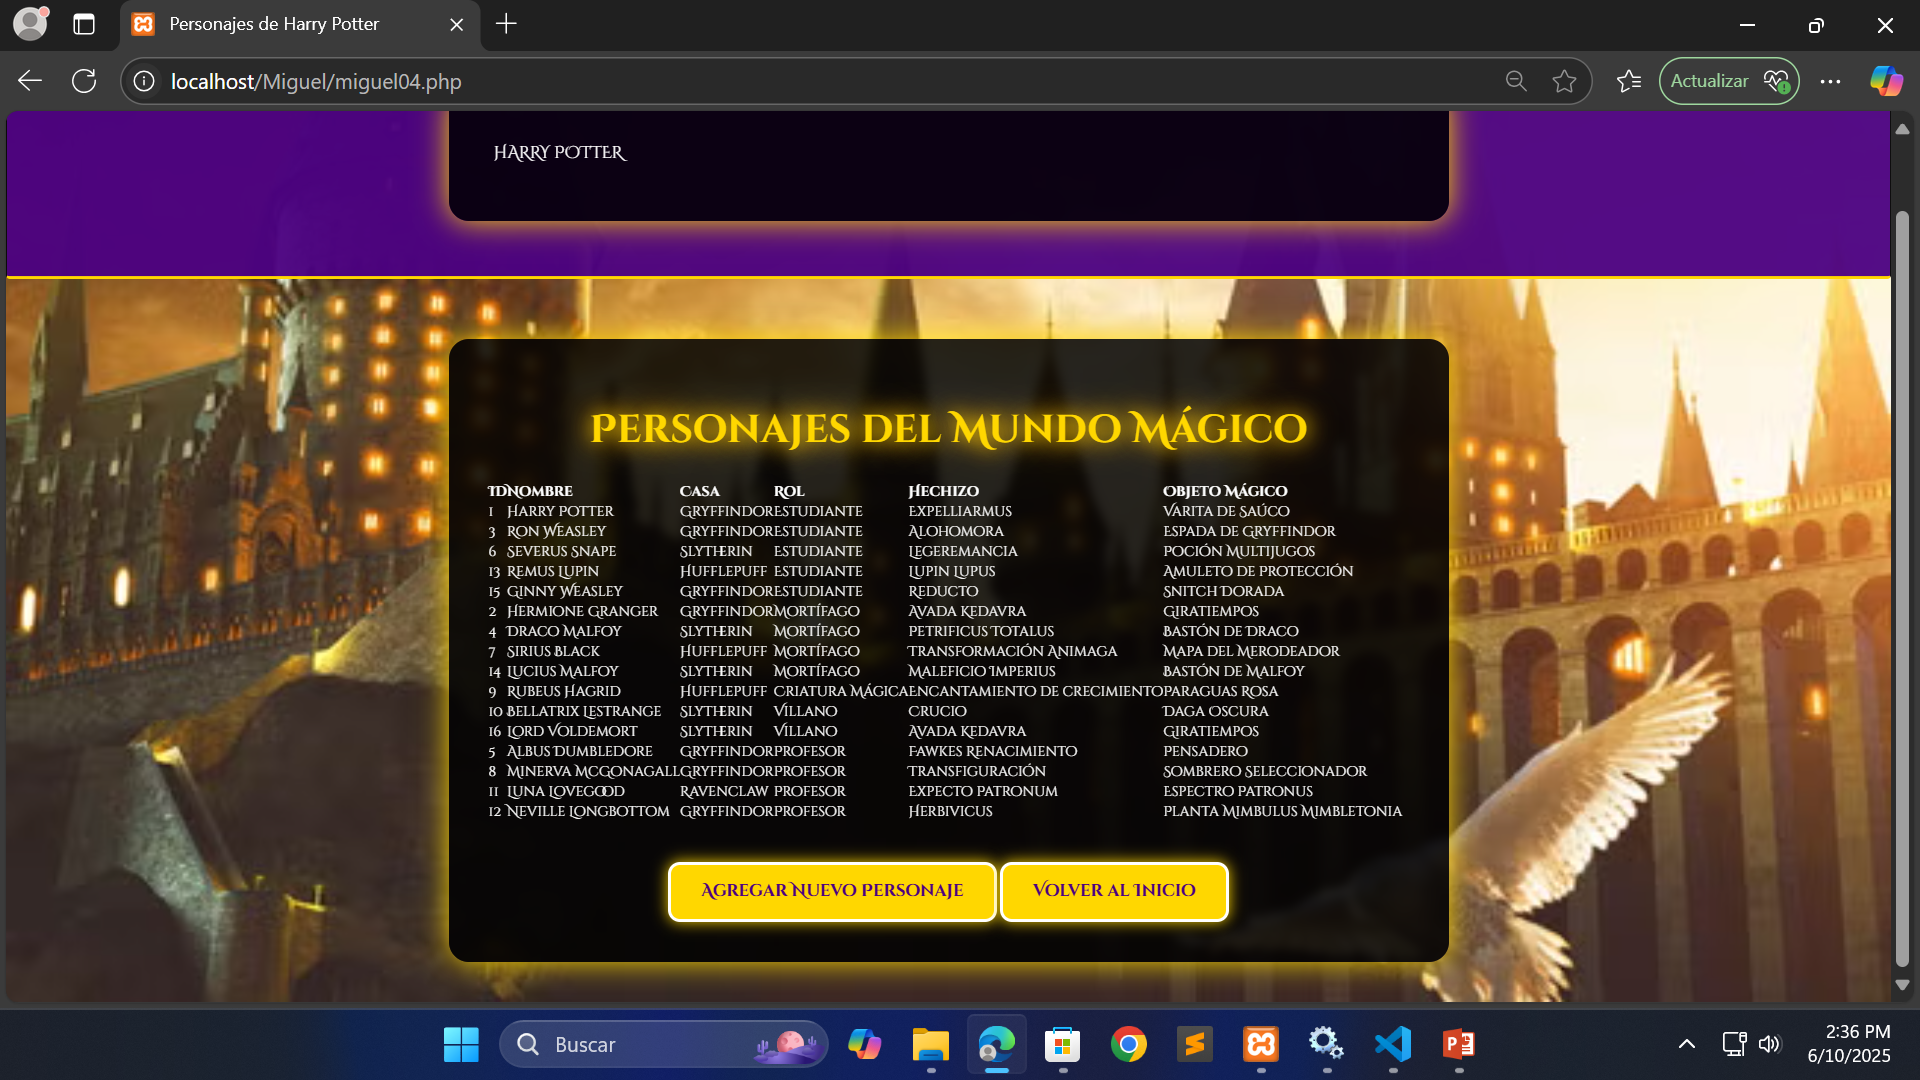 Personajes de Harry Potter
localhost/Miguel/miguel04.php
Actualizar
Harry Potter
Personajes del Mundo Mágico
ID Nombre Casa Rol Hechizo Objeto Mágico
1 Harry Potter Gryffindor Estudiante Expelliarmus Varita de Saúco
3 Ron Weasley Gryffindor Estudiante Alohomora Espada de Gryffindor
6 Severus Snape Slytherin Estudiante Legeremancia Poción Multijugos
13 Remus Lupin Hufflepuff Estudiante Lupin Lupus Amuleto de protección
15 Ginny Weasley Gryffindor Estudiante Reducto Snitch Dorada
2 Hermione Granger Gryffindor Mortífago Avada Kedavra Giratiempos
4 Draco Malfoy Slytherin Mortífago Petrificus Totalus Bastón de Draco
7 Sirius Black Hufflepuff Mortífago Transformación Animaga Mapa del Merodeador
14 Lucius Malfoy Slytherin Mortífago Maleficio Imperius Bastón de Malfoy
9 Rubeus Hagrid Hufflepuff Criatura Mágica Encantamiento de crecimiento Paraguas Rosa
10 Bellatrix Lestrange Slytherin Villano Crucio Daga Oscura
16 Lord Voldemort Slytherin Villano Avada Kedavra Giratiempos
5 Albus Dumbledore Gryffindor Profesor Fawkes Renacimiento Pensadero
8 Minerva McGonagall Gryffindor Profesor Transfiguración Sombrero Seleccionador
11 Luna Lovegood Ravenclaw Profesor Expecto Patronum Espectro Patronus
12 Neville Longbottom Gryffindor Profesor Herbivicus Planta Mimbulus Mimbletonia
Agregar Nuevo Personaje Volver al Inicio
Buscar
2:36 PM
6/10/2025